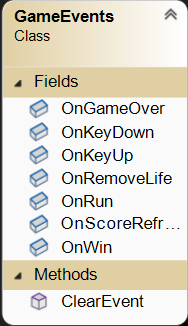 GameEvents
Class
Fields
OnGameOver
OnKeyDown
OnKeyUp
OnRemoveLife
OnRun
OnScoreRefr...
OnWin
Methods
ClearEvent